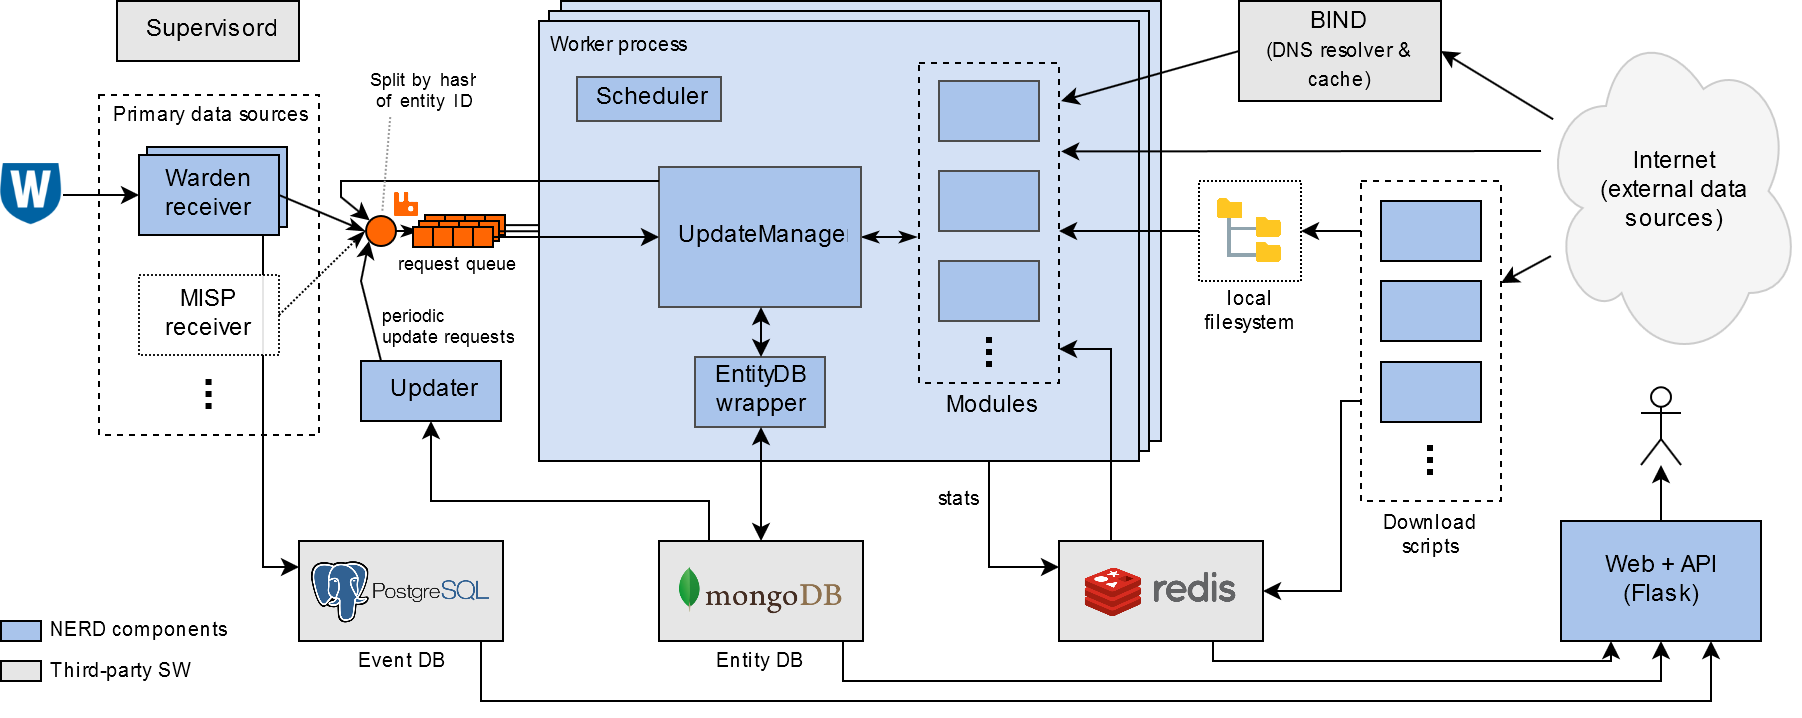 Supervisord
Primary data sources
W
Warden
receiver
MISP
receiver
Split by hash
of entity ID
request queue
periodic
update requests
Updater
Worker process
Scheduler
UpdateManager
EntityDB
wrapper
Modules
BIND
(DNS resolver &
cache)
Internet
(external data
sources)
local
filesystem
Download
scripts
stats
PostgreSQL
Event DB
mongoDB
Entity DB
redis
Web + API
(Flask)
NERD components
Third-party SW